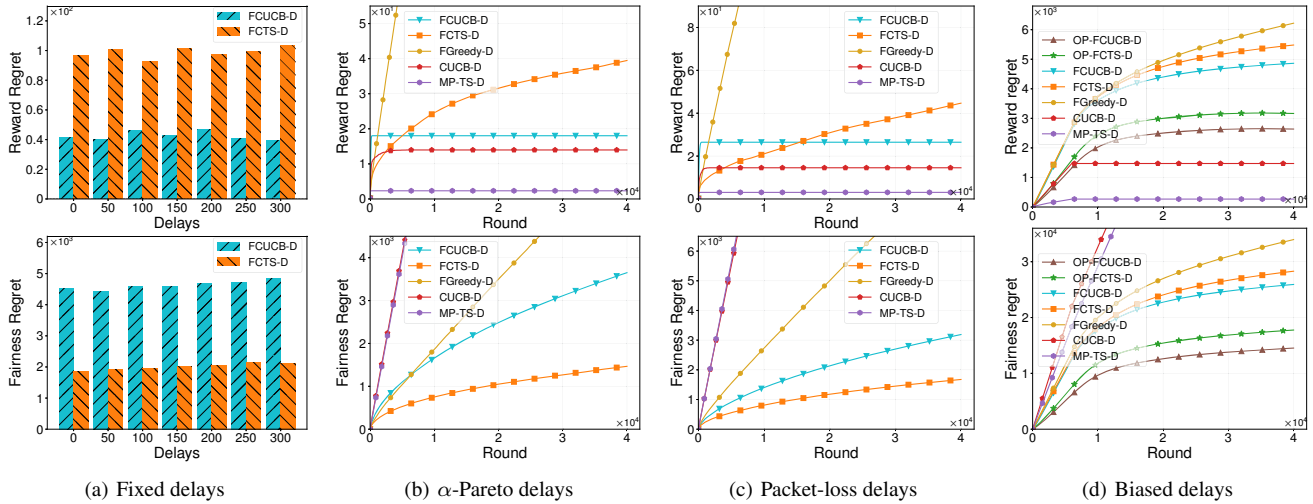 ×10²
Reward Regret
1.2
1
0.8
0.6
0.4
0.2
0
FCUCB-D
FCTS-D
0 50 100 150 200 250 300
Delays
×10¹
Reward Regret
5
4
3
2
1
0
FCUCB-D
FCTS-D
FGreedy-D
CUCB-D
MP-TS-D
×10⁴
0 1 2 3 4
Round
×10¹
Reward Regret
8
6
4
2
0
FCUCB-D
FCTS-D
FGreedy-D
CUCB-D
MP-TS-D
×10⁴
0 1 2 3 4
Round
×10³
Reward regret
7
6
5
4
3
2
1
0
OP-FCUCB-D
OP-FCTS-D
FCUCB-D
FCTS-D
FGreedy-D
CUCB-D
MP-TS-D
×10⁴
0 1 2 3 4
Round
×10³
Fairness Regret
6
5
4
3
2
1
0
FCUCB-D
FCTS-D
0 50 100 150 200 250 300
Delays
×10³
Fairness Regret
4
3
2
1
0
FCUCB-D
FCTS-D
FGreedy-D
CUCB-D
MP-TS-D
×10⁴
0 1 2 3 4
Round
×10³
Fairness Regret
6
5
4
3
2
1
0
FCUCB-D
FCTS-D
FGreedy-D
CUCB-D
MP-TS-D
×10⁴
0 1 2 3 4
Round
×10⁴
Fairness regret
3
2
1
0
OP-FCUCB-D
OP-FCTS-D
FCUCB-D
FCTS-D
FGreedy-D
CUCB-D
MP-TS-D
×10⁴
0 1 2 3 4
Round
(a) Fixed delays
(b) α-Pareto delays
(c) Packet-loss delays
(d) Biased delays